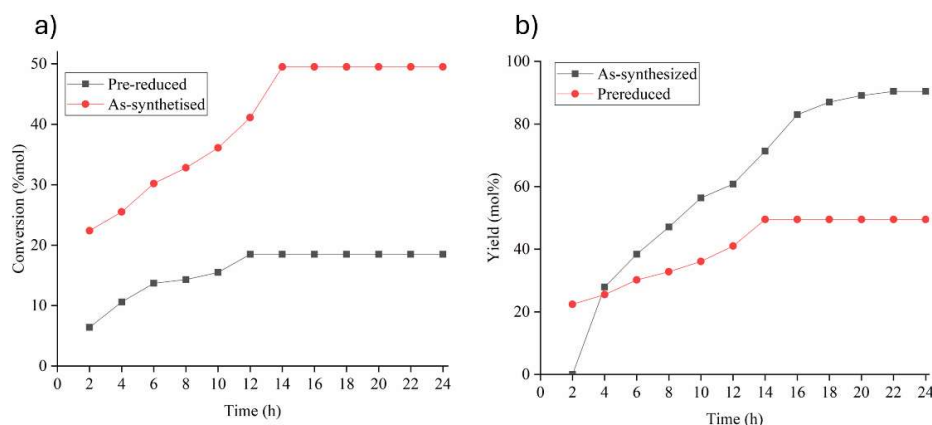 a)
50
40
30
20
10
0
Conversion (%mol)
Pre-reduced
As-synthetised
0 2 4 6 8 10 12 14 16 18 20 22 24
Time (h)
b)
100
80
60
40
20
0
Yield (mol%)
As-synthesized
Prereduced
0 2 4 6 8 10 12 14 16 18 20 22 24
Time (h)